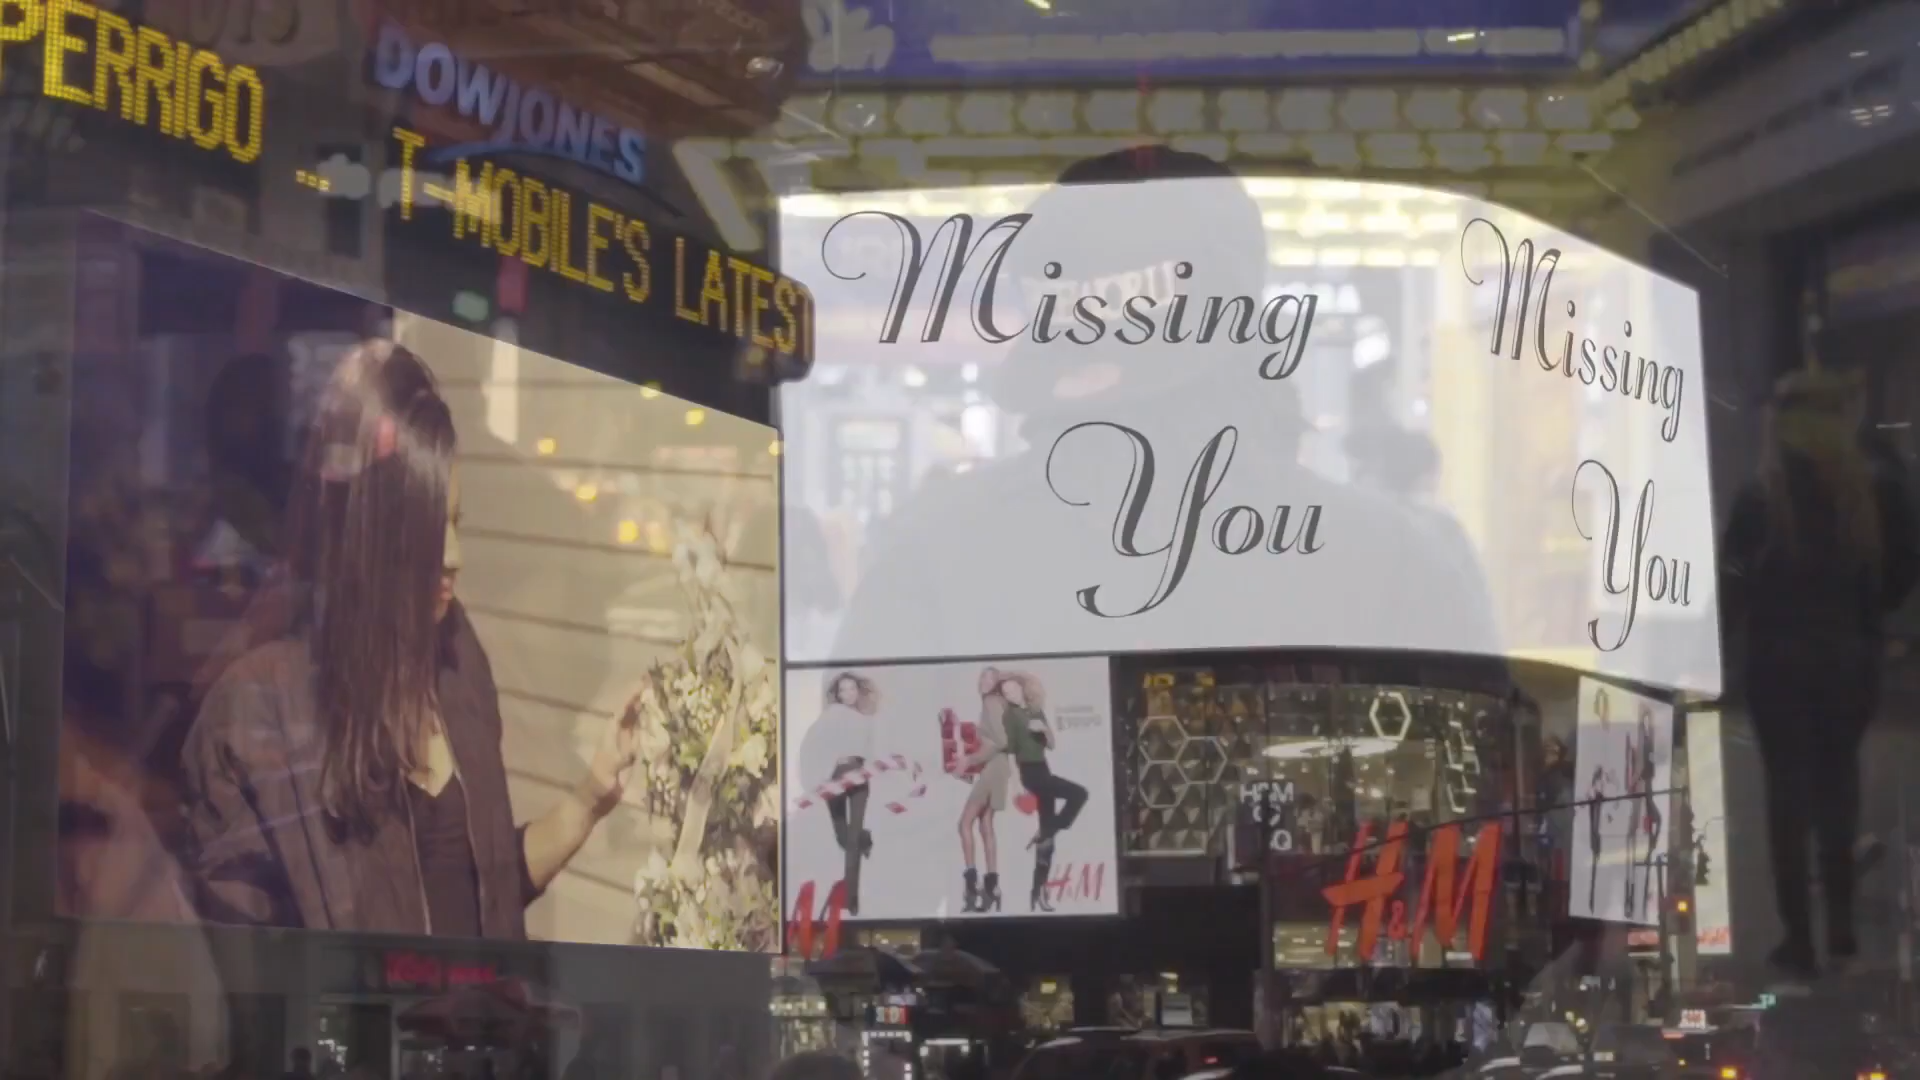 PERRIGO
DOWJONES
T-MOBILE'S LATEST
Missing
You
Missing
You
H&M
H&M